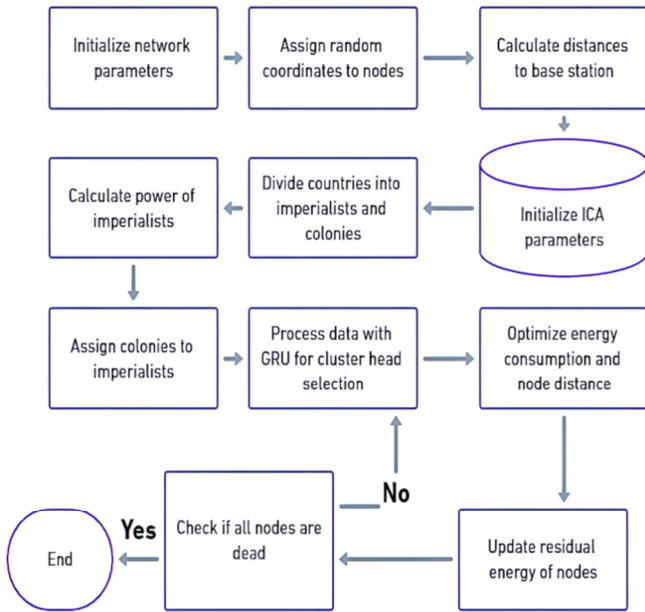 Initialize network
parameters
Assign random
coordinates to nodes
Calculate distances
to base station
Calculate power of
imperialists
Divide countries into
imperialists and
colonies
Initialize ICA
parameters
Assign colonies to
imperialists
Process data with
GRU for cluster head
selection
Optimize energy
consumption and
node distance
No
Yes
End
Check if all nodes are
dead
Update residual
energy of nodes